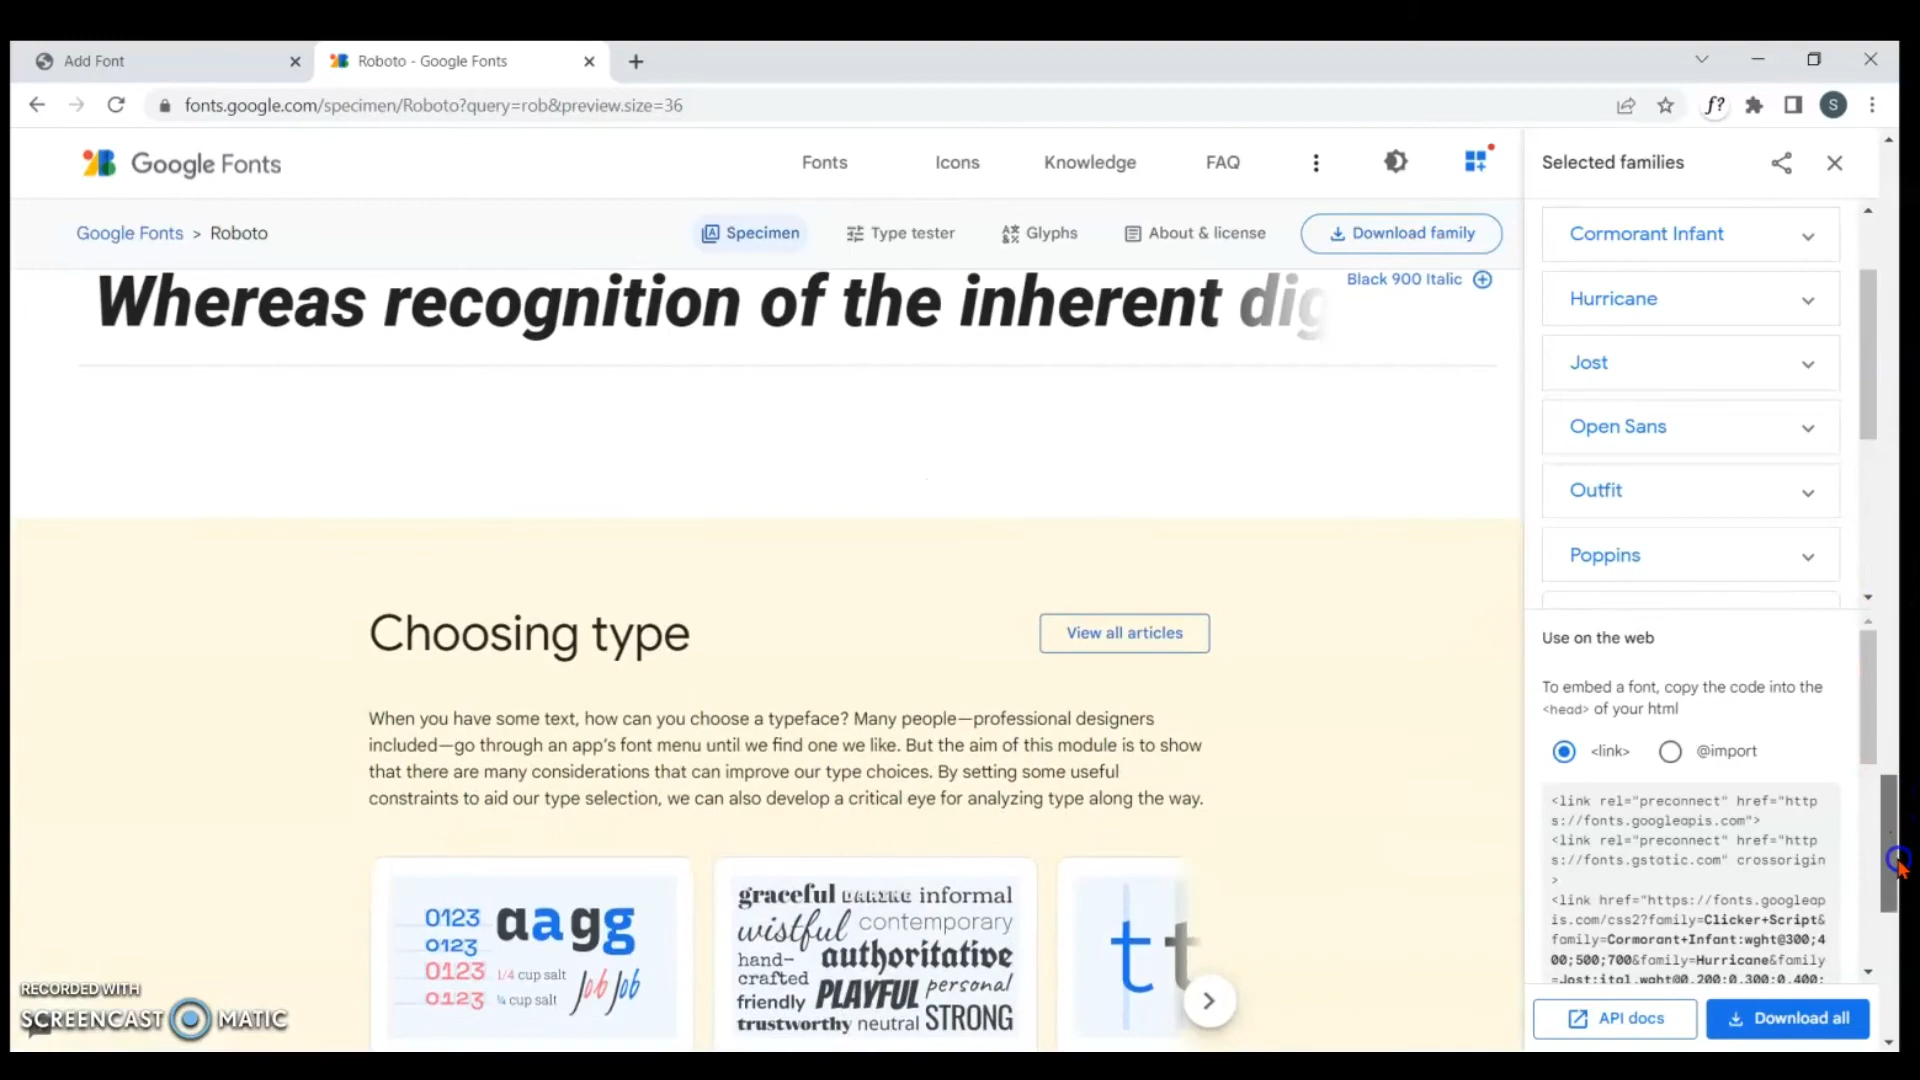 Add Font
Roboto - Google Fonts
fonts.google.com/specimen/Roboto?query=rob&preview.size=36
f?
S
Google Fonts
Fonts
Icons
Knowledge
FAQ
Google Fonts > Roboto
Specimen
Type tester
Glyphs
About & license
Download family
Whereas recognition of the inherent dig
Black 900 Italic
Choosing type
View all articles
When you have some text, how can you choose a typeface? Many people—professional designers
included—go through an app's font menu until we find one we like. But the aim of this module is to show
that there are many considerations that can improve our type choices. By setting some useful
constraints to aid our type selection, we can also develop a critical eye for analyzing type along the way.
0123
0123
0123
0123
aagg
1/4 cup salt
¼ cup salt
Job Job
graceful informal
wistful contemporary
hand- authoritative
crafted
friendly PLAYFUL personal
trustworthy neutral STRONG
t t
Selected families
Cormorant Infant
Hurricane
Jost
Open Sans
Outfit
Poppins
Use on the web
To embed a font, copy the code into the
<head> of your html
<link>
@import
<link rel="preconnect" href="http
s://fonts.googleapis.com">
<link rel="preconnect" href="http
s://fonts.gstatic.com" crossorigin
>
<link href="https://fonts.googleap
is.com/css2?family=Clicker+Script&
family=Cormorant+Infant:wght@300;4
00;500;700&family=Hurricane&family
=Jost:ital,wght@0,200;0,300;0,400;
API docs
Download all
RECORDED WITH
SCREENCAST MATIC